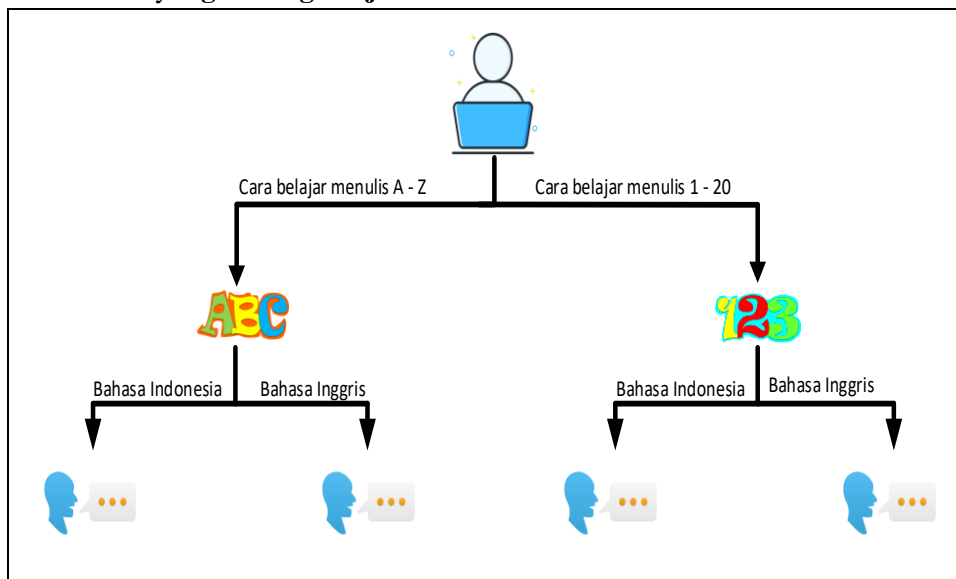 Cara belajar menulis A - Z
Cara belajar menulis 1 - 20
ABC
123
Bahasa Indonesia
Bahasa Inggris
Bahasa Indonesia
Bahasa Inggris